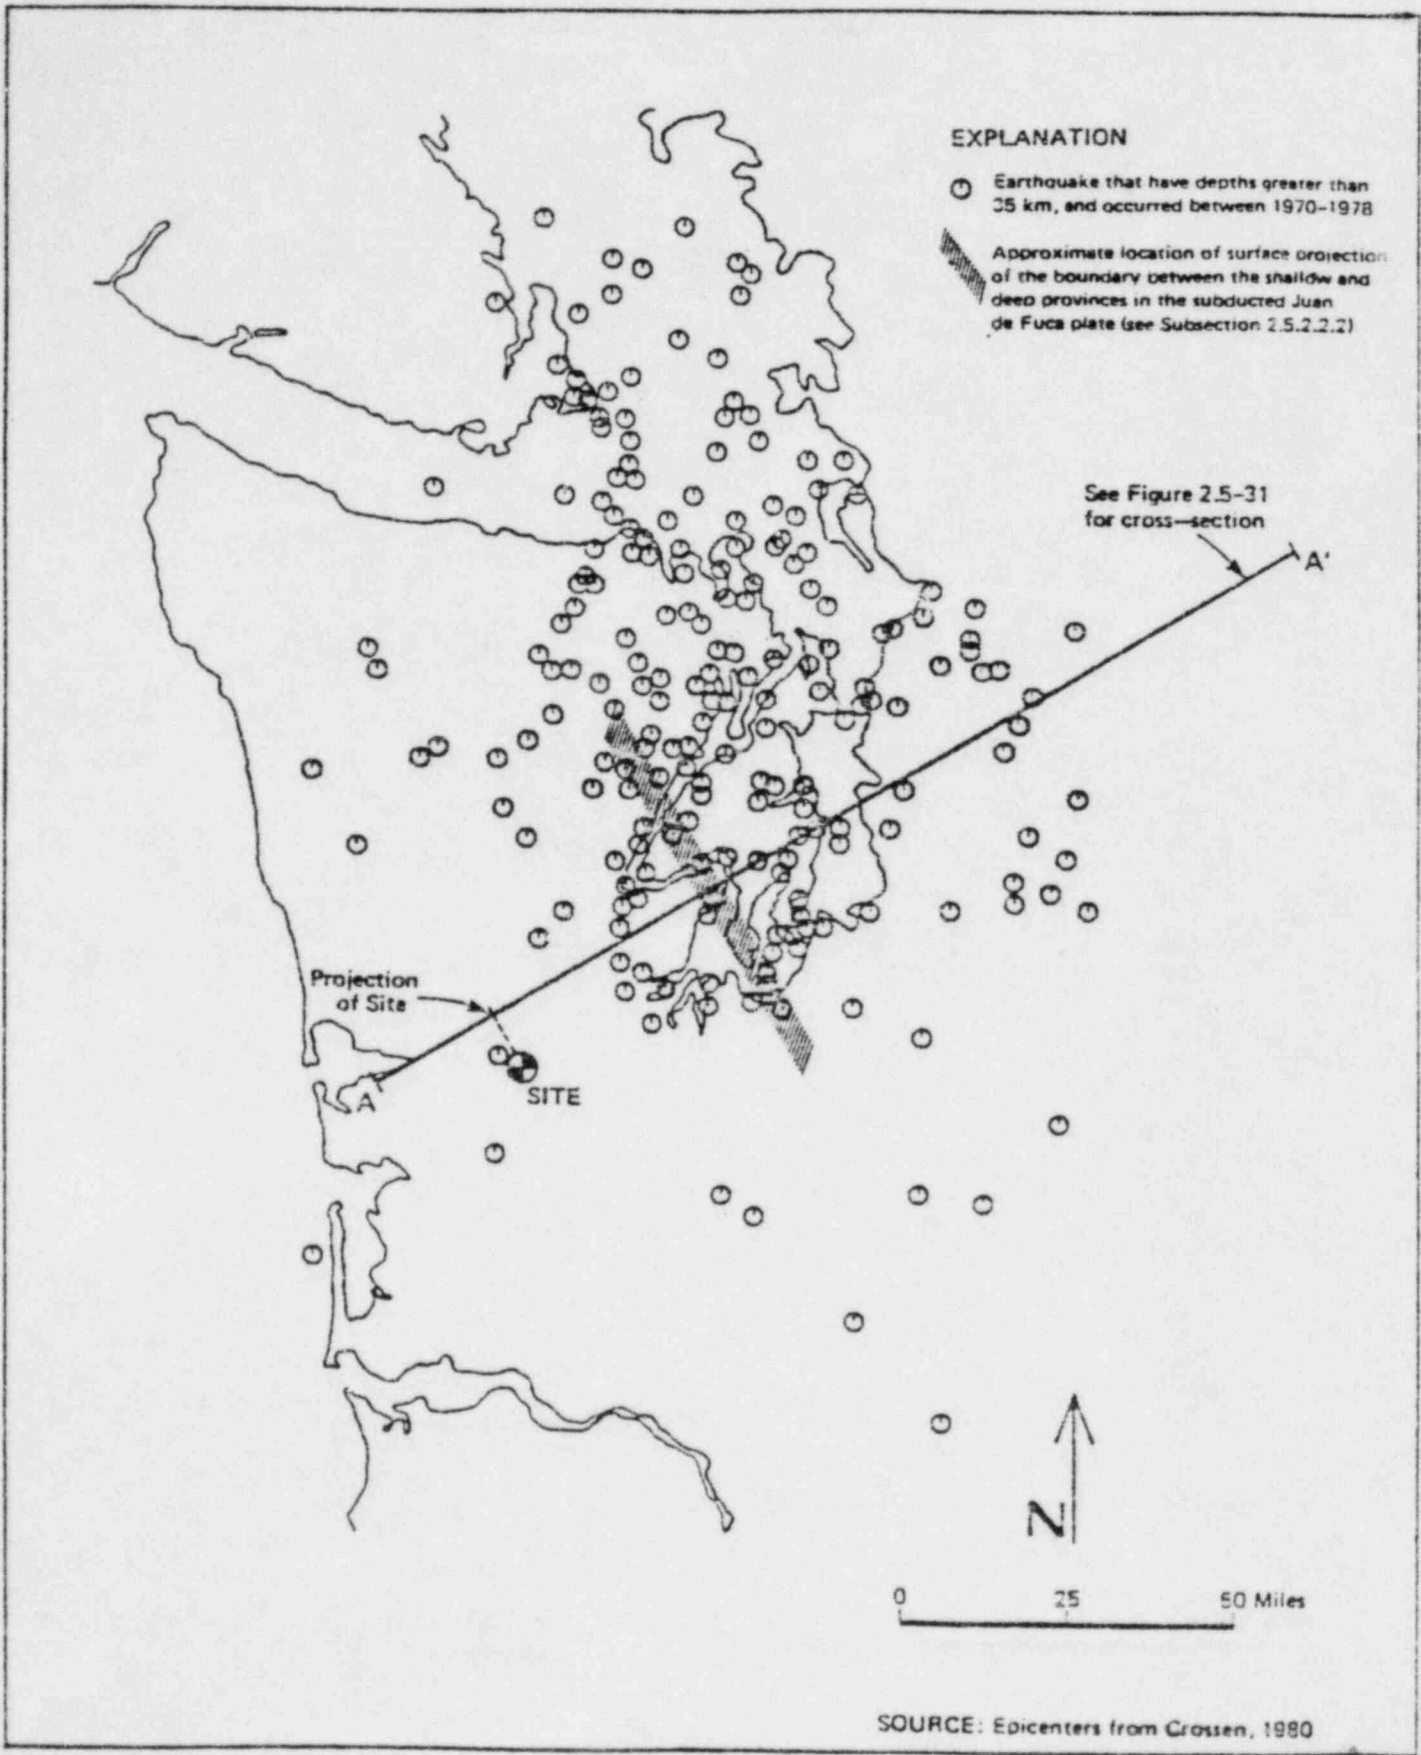 EXPLANATION
Earthquake that have depths greater than
35 km, and occurred between 1970-1978
Approximate location of surface projection
of the boundary between the shallow and
deep provinces in the subducted Juan
de Fuca plate (see Subsection 2.5.2.2.2)
See Figure 2.5-31
for cross-section
A'
Projection
of Site
A
SITE
N
0 25 50 Miles
SOURCE: Epicenters from Crossen, 1980